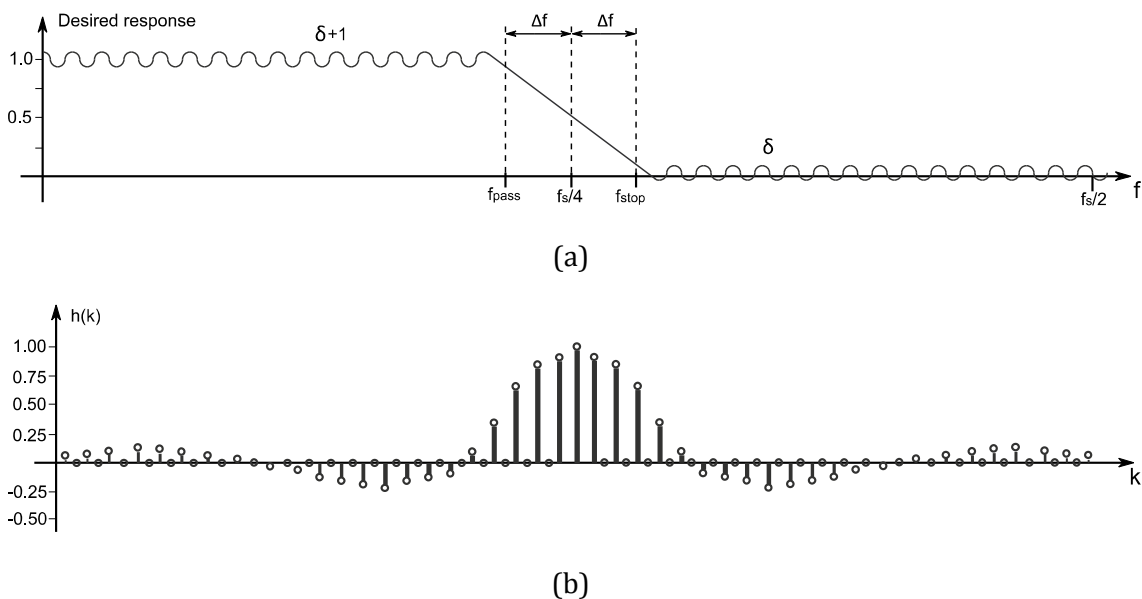 Desired response
δ+1
Δf
Δf
1.0
0.5
δ
fpass
fs/4
fstop
fs/2
f
(a)
h(k)
1.00
0.75
0.50
0.25
-0.25
-0.50
k
(b)